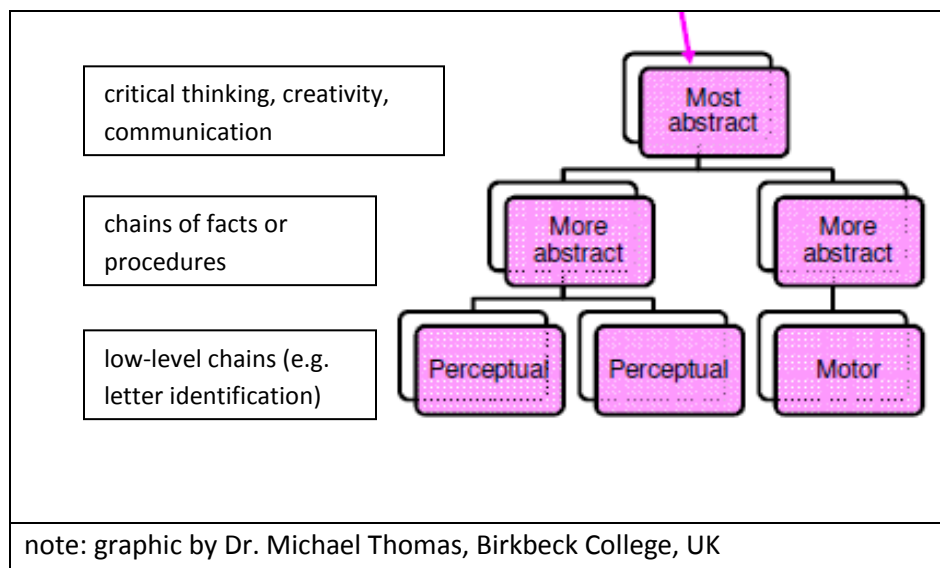 critical thinking, creativity,
communication
Most
abstract
chains of facts or
procedures
More
abstract
More
abstract
low-level chains (e.g.
letter identification)
Perceptual
Perceptual
Motor
note: graphic by Dr. Michael Thomas, Birkbeck College, UK